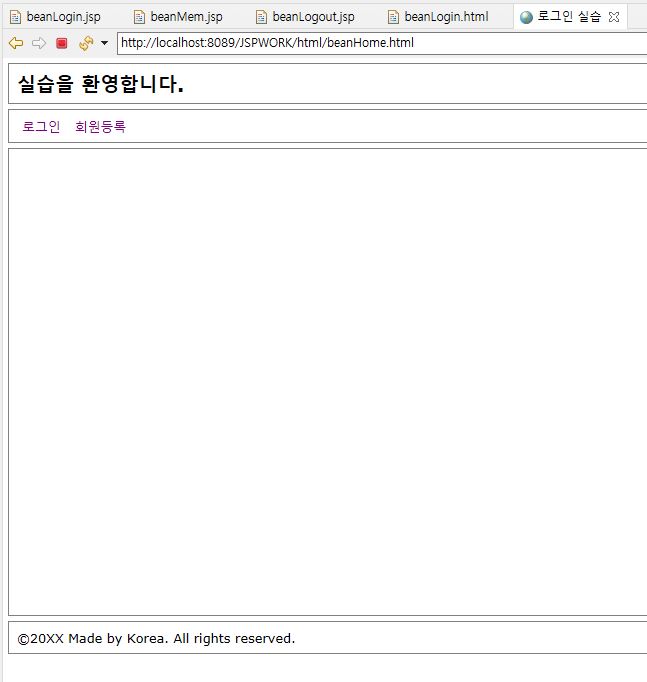 beanLogin.jsp beanMem.jsp beanLogout.jsp beanLogin.html 로그인 실습
http://localhost:8089/JSPWORK/html/beanHome.html
실습을 환영합니다.
로그인 회원등록
©20XX Made by Korea. All rights reserved.